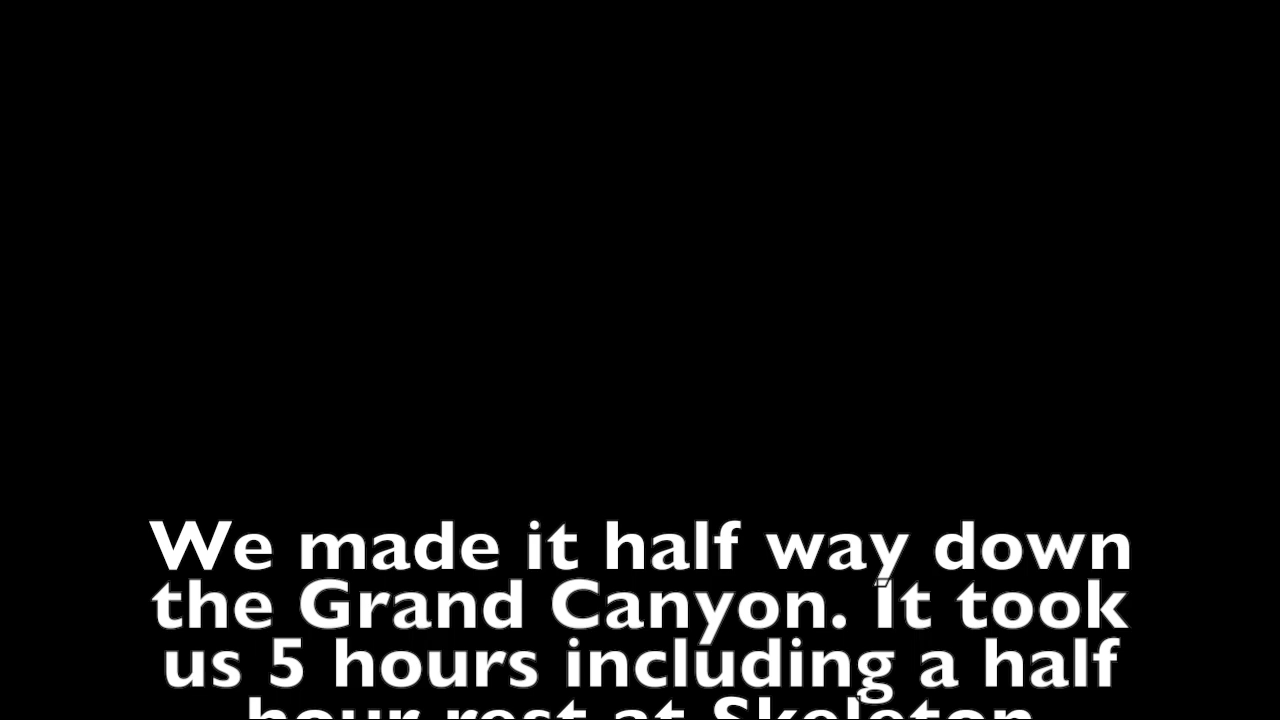 We made it half way down
the Grand Canyon. It took
us 5 hours including a half
hour rest at Skeleton